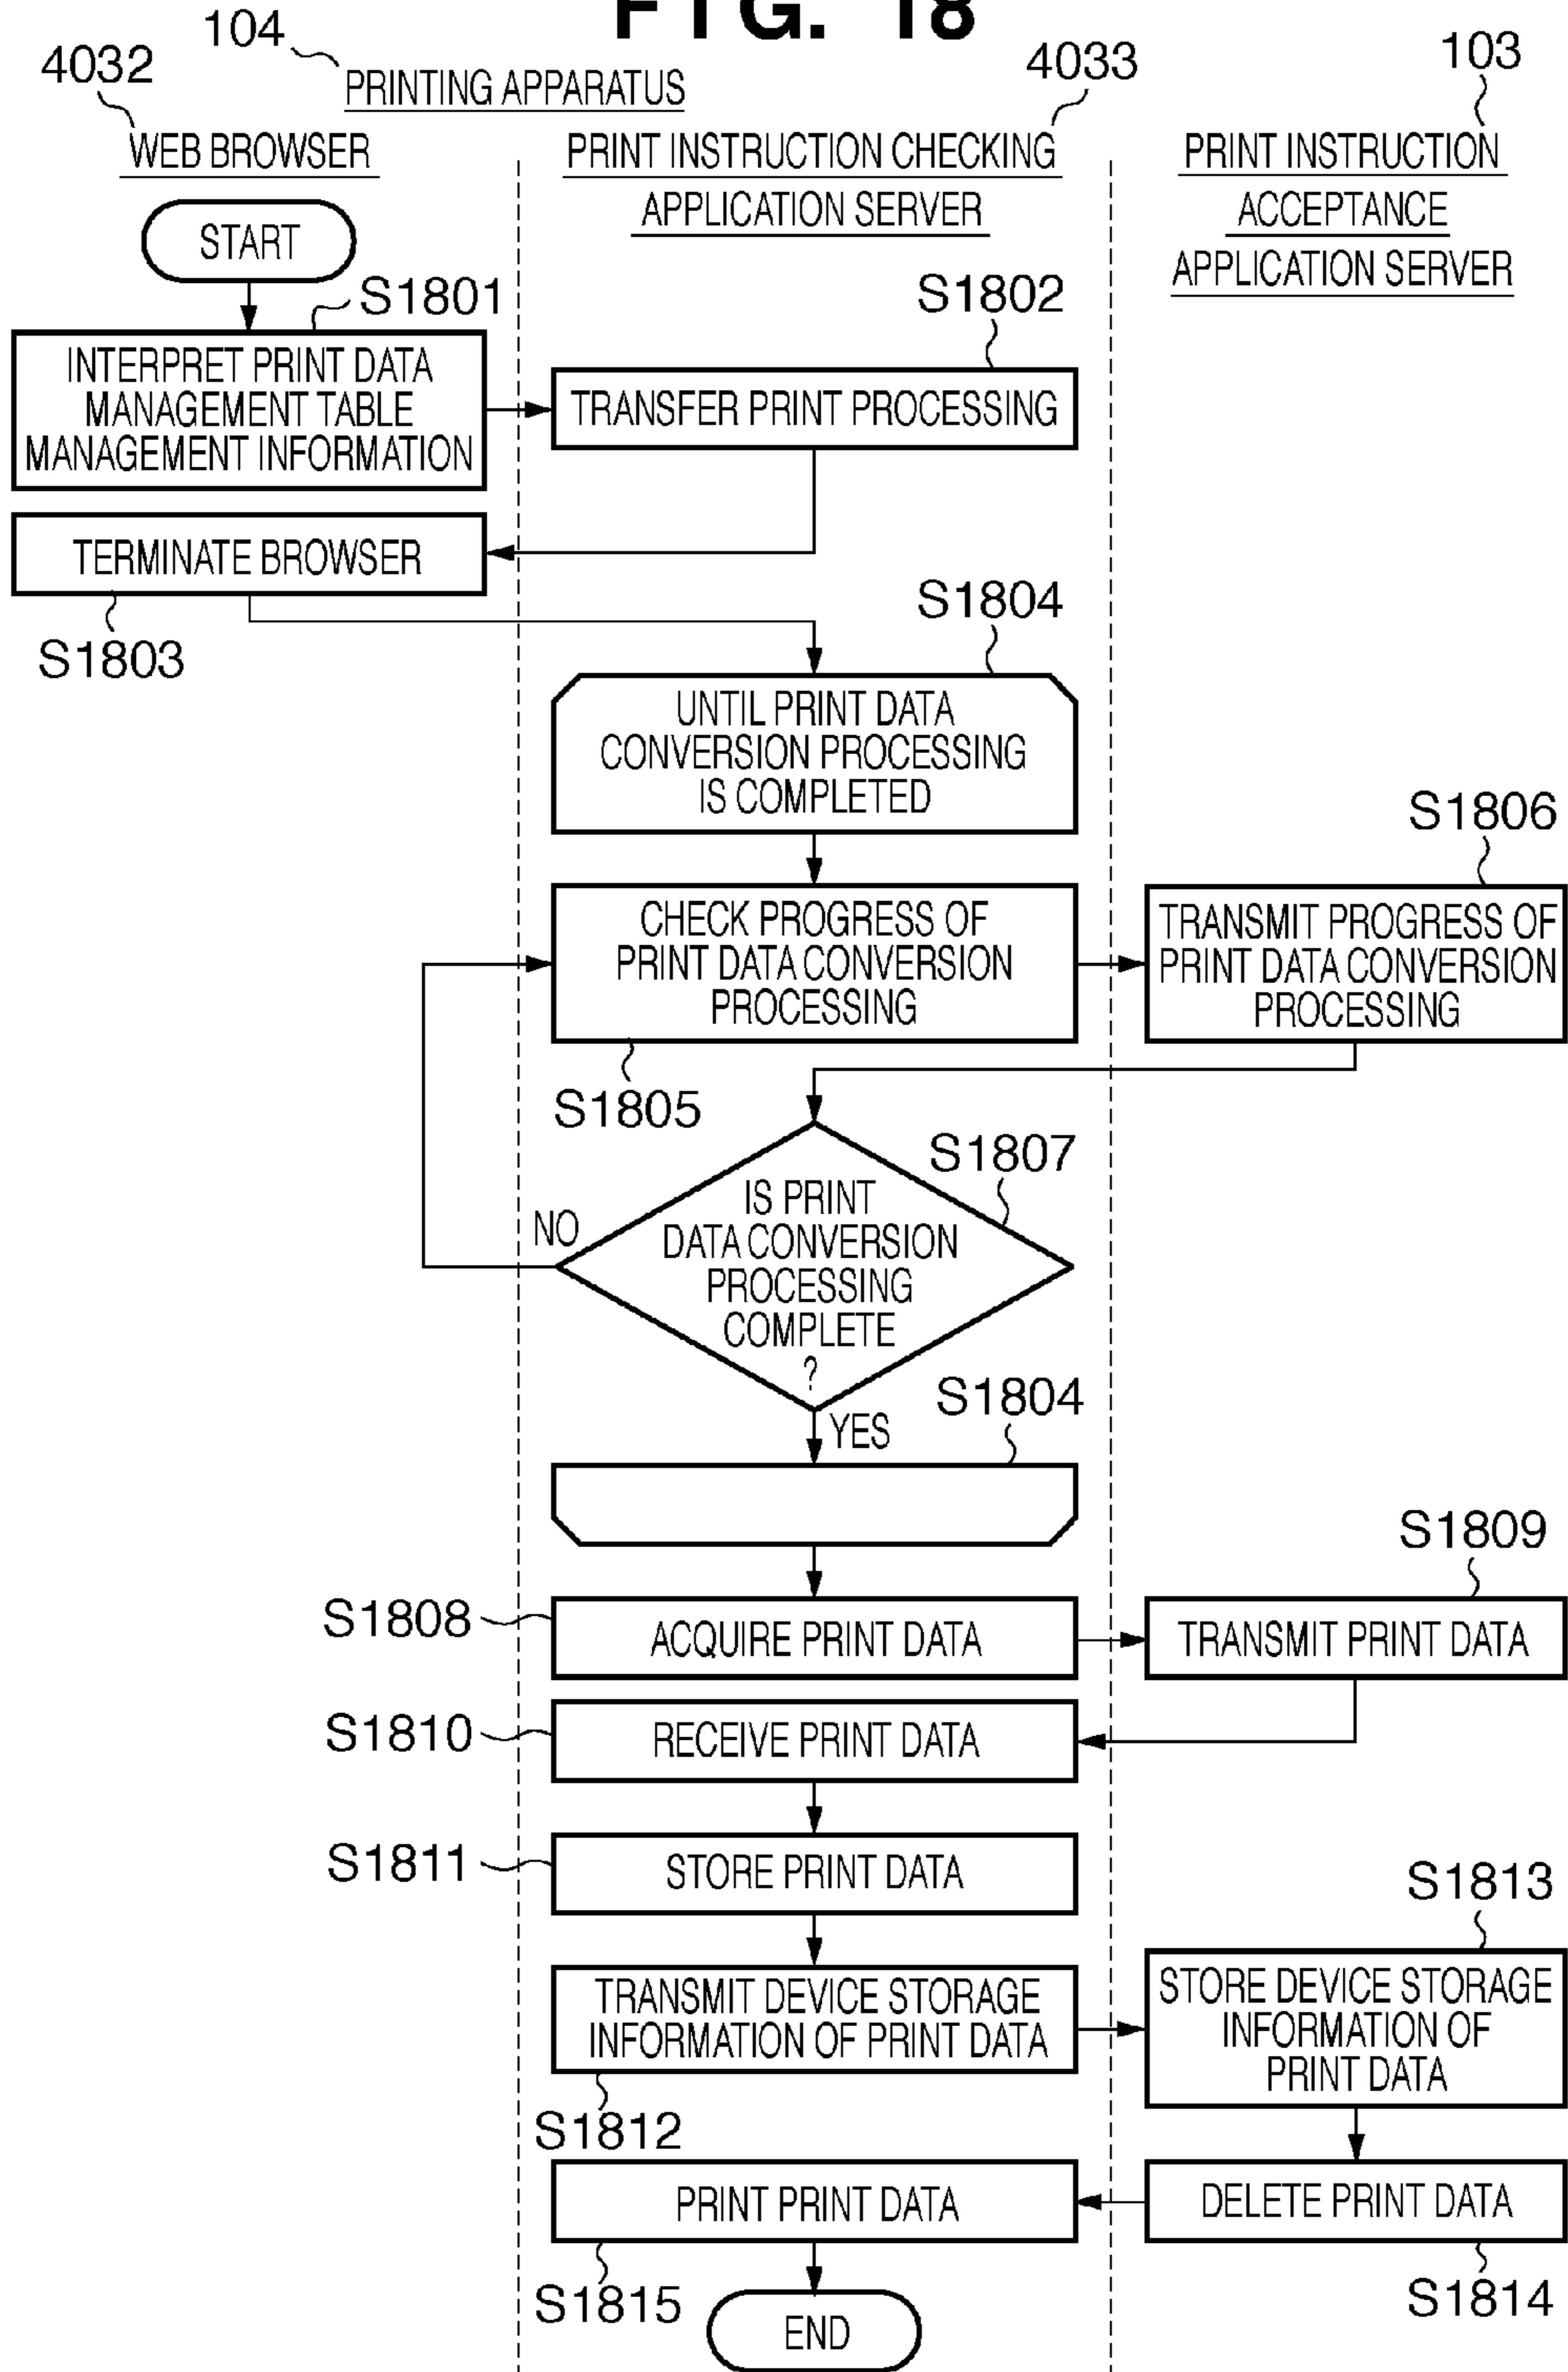 FIG. 18
104
4032
PRINTING APPARATUS
4033
103
WEB BROWSER
PRINT INSTRUCTION CHECKING
APPLICATION SERVER
PRINT INSTRUCTION
ACCEPTANCE
APPLICATION SERVER
START
S1801
INTERPRET PRINT DATA
MANAGEMENT TABLE
MANAGEMENT INFORMATION
S1802
TRANSFER PRINT PROCESSING
TERMINATE BROWSER
S1803
S1804
UNTIL PRINT DATA
CONVERSION PROCESSING
IS COMPLETED
CHECK PROGRESS OF
PRINT DATA CONVERSION
PROCESSING
S1805
S1806
TRANSMIT PROGRESS OF
PRINT DATA CONVERSION
PROCESSING
S1807
IS PRINT
DATA CONVERSION
PROCESSING
COMPLETE
?
NO
YES
S1804
S1808
ACQUIRE PRINT DATA
S1809
TRANSMIT PRINT DATA
S1810
RECEIVE PRINT DATA
S1811
STORE PRINT DATA
TRANSMIT DEVICE STORAGE
INFORMATION OF PRINT DATA
S1812
S1813
STORE DEVICE STORAGE
INFORMATION OF
PRINT DATA
DELETE PRINT DATA
S1814
PRINT PRINT DATA
S1815
END